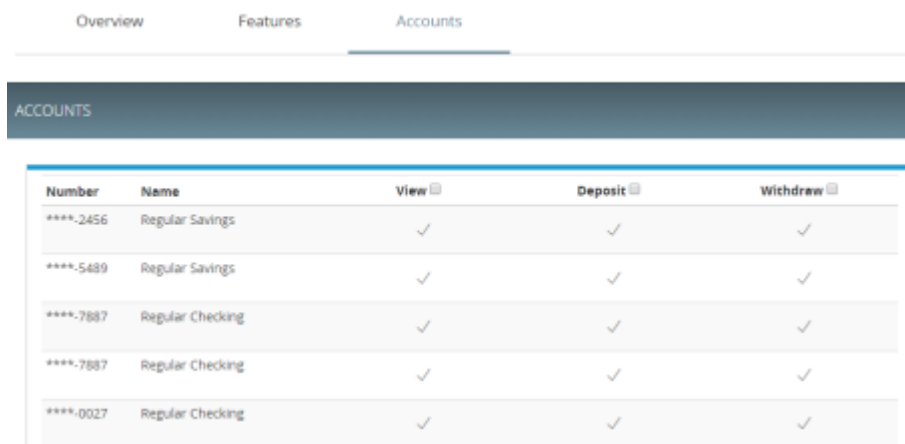 Overview Features Accounts
ACCOUNTS
Number Name View Deposit Withdraw
****-2456 Regular Savings
****-5489 Regular Savings
****-7887 Regular Checking
****-7887 Regular Checking
****-0027 Regular Checking